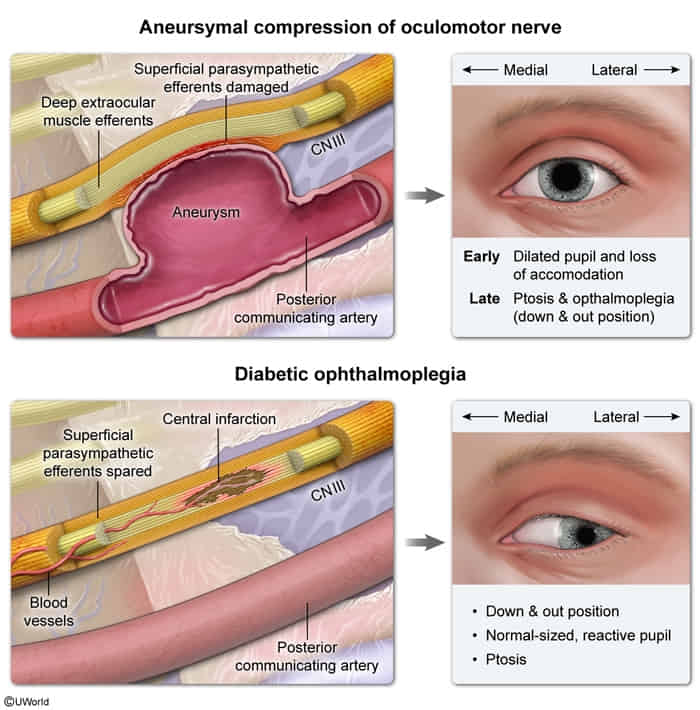 Aneursymal compression of oculomotor nerve
Superficial parasympathetic
efferents damaged
Deep extraocular
muscle efferents
CNIII
Aneurysm
Posterior
communicating artery
← Medial Lateral →
Early Dilated pupil and loss
of accomodation
Late Ptosis & opthalmoplegia
(down & out position)
Diabetic ophthalmoplegia
Central infarction
Superficial
parasympathetic
efferents spared
CNIII
Blood
vessels
Posterior
communicating artery
← Medial Lateral →
• Down & out position
• Normal-sized, reactive pupil
• Ptosis
©UWorld